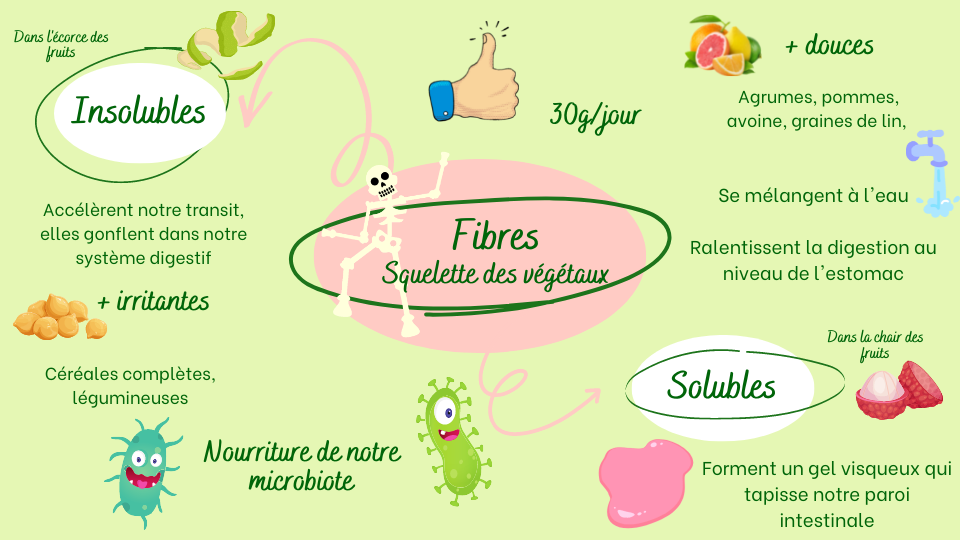 Dans l'écorce des
fruits
Insolubles
Accélèrent notre transit,
elles gonflent dans notre
système digestif
+ irritantes
Céréales complètes,
légumineuses
30g/jour
Fibres
Squelette des végétaux
Nourriture de notre
microbiote
+ douces
Agrumes, pommes,
avoine, graines de lin,
Se mélangent à l'eau
Ralentissent la digestion au
niveau de l'estomac
Dans la chair des
fruits
Solubles
Forment un gel visqueux qui
tapisse notre paroi
intestinale